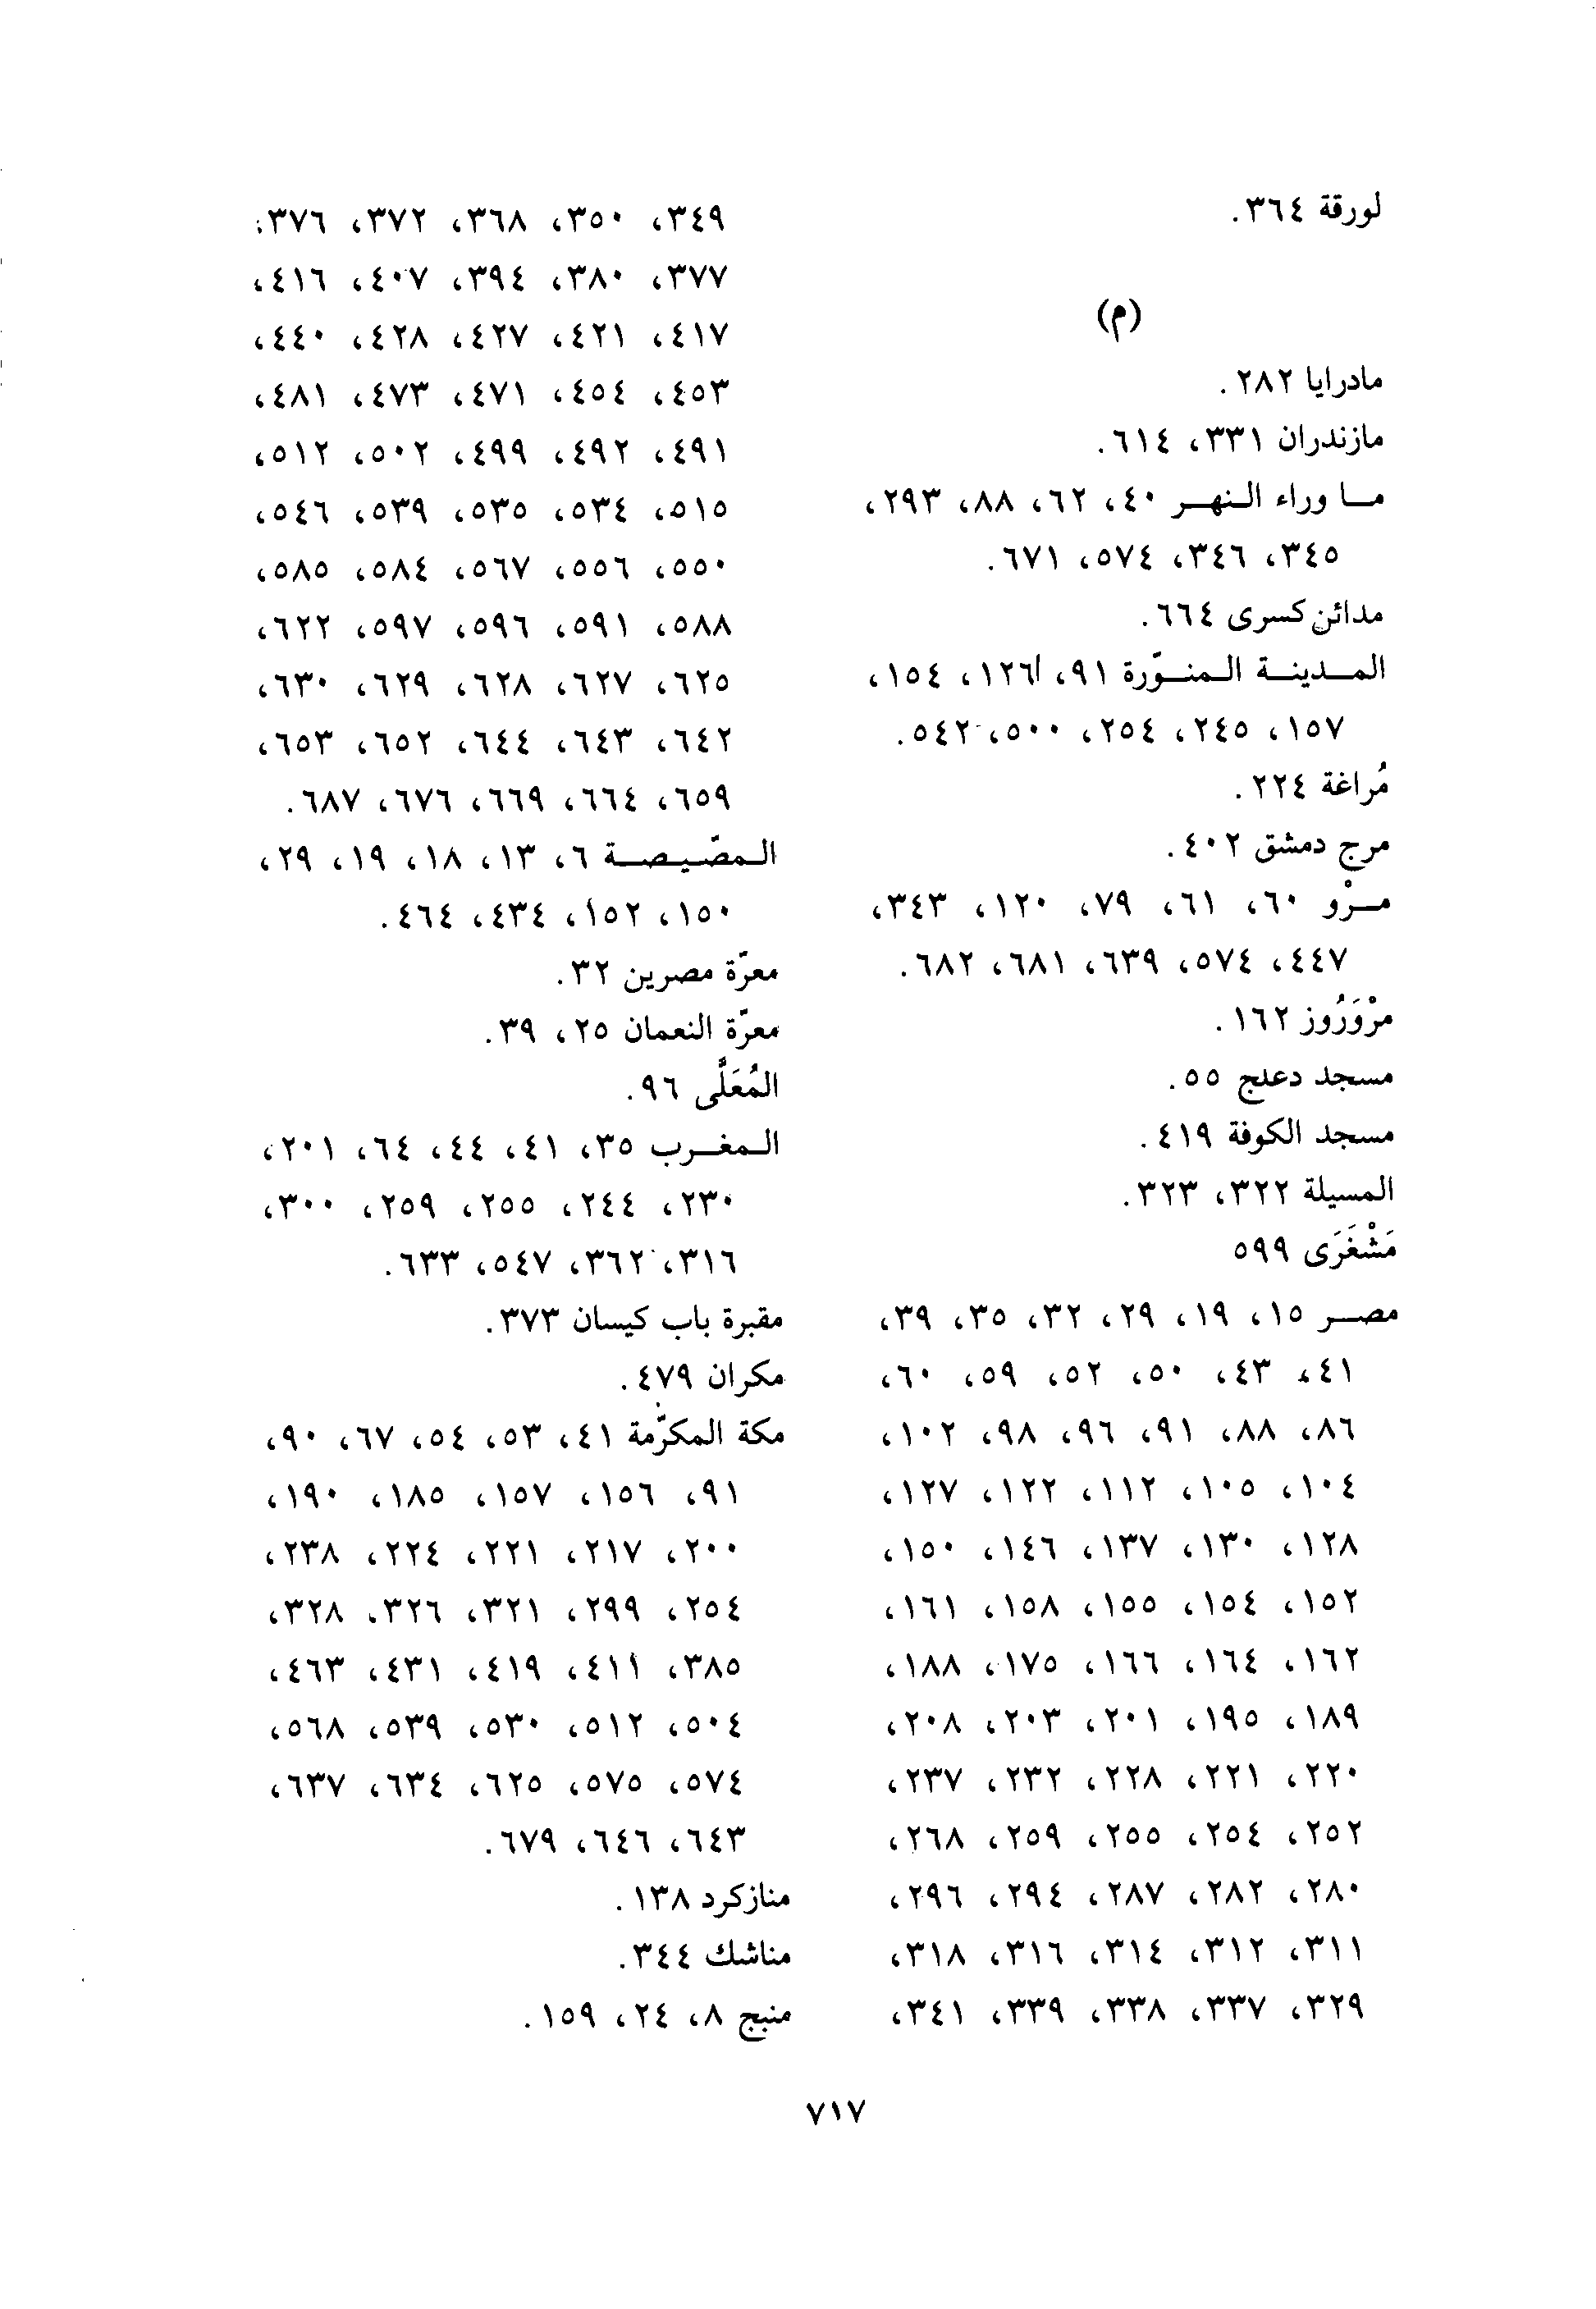 لورقة ٣٦٤.
(م)
مادرايا ٢٨٢.
مازندران ٣٣١، ٦١٤.
مـا وراء النهـر ٤٠، ٦٢، ٨٨، ٢٩٣،
٣٤٥، ٣٤٦، ٥٧٤، ٦٧١.
مدائن كسرى ٦٦٤.
المـدينـة المنـوّرة ٩١، ١٢٦، ١٥٤،
١٥٧، ٢٤٥، ٢٥٤، ٥٠٠، ٥٤٢.
مُراغة ٢٢٤.
مرج دمشق ٤٠٢.
مـرْو ٦٠، ٦١، ٧٩، ١٢٠، ٣٤٣،
٤٤٧، ٥٧٤، ٦٣٩، ٦٨١، ٦٨٢.
مرْوَرُوز ١٦٢.
مسجد دعلج ٥٥.
مسجد الكوفة ٤١٩.
المسيلة ٣٢٢، ٣٢٣.
مَشْغَرَى ٥٩٩
مصـر ١٥، ١٩، ٢٩، ٣٢، ٣٥، ٣٩،
٤١، ٤٣، ٥٠، ٥٢، ٥٩، ٦٠،
٨٦، ٨٨، ٩١، ٩٦، ٩٨، ١٠٢،
١٠٤، ١٠٥، ١١٢، ١٢٢، ١٢٧،
١٢٨، ١٣٠، ١٣٧، ١٤٦، ١٥٠،
١٥٢، ١٥٤، ١٥٥، ١٥٨، ١٦١،
١٦٢، ١٦٤، ١٦٦، ١٧٥، ١٨٨،
١٨٩، ١٩٥، ٢٠١، ٢٠٣، ٢٠٨،
٢٢٠، ٢٢١، ٢٢٨، ٢٣٢، ٢٣٧،
٢٥٢، ٢٥٤، ٢٥٥، ٢٥٩، ٢٦٨،
٢٨٠، ٢٨٢، ٢٨٧، ٢٩٤، ٢٩٦،
٣١١، ٣١٢، ٣١٤، ٣١٦، ٣١٨،
٣٢٩، ٣٣٧، ٣٣٨، ٣٣٩، ٣٤١،
٣٤٩، ٣٥٠، ٣٦٨، ٣٧٢، ٣٧٦،
٣٧٧، ٣٨٠، ٣٩٤، ٤٠٧، ٤١٦،
٤١٧، ٤٢١، ٤٢٧، ٤٢٨، ٤٤٠،
٤٥٣، ٤٥٤، ٤٧١، ٤٧٣، ٤٨١،
٤٩١، ٤٩٢، ٤٩٩، ٥٠٢، ٥١٢،
٥١٥، ٥٣٤، ٥٣٥، ٥٣٩، ٥٤٦،
٥٥٠، ٥٥٦، ٥٦٧، ٥٨٤، ٥٨٥،
٥٨٨، ٥٩١، ٥٩٦، ٥٩٧، ٦٢٢،
٦٢٥، ٦٢٧، ٦٢٨، ٦٢٩، ٦٣٠،
٦٤٢، ٦٤٣، ٦٤٤، ٦٥٢، ٦٥٣،
٦٥٩، ٦٦٤، ٦٦٩، ٦٧٦، ٦٨٧.
المصّيصـة ٦، ١٣، ١٨، ١٩، ٢٩،
١٥٠، ١٥٢، ٤٣٤، ٤٦٤.
معرّة مصرين ٣٢.
معرّة النعمان ٢٥، ٣٩.
المُعَلَّى ٩٦.
المغـرب ٣٥، ٤١، ٤٤، ٦٤، ٢٠١،
٢٣٠، ٢٤٤، ٢٥٥، ٢٥٩، ٣٠٠،
٣١٦، ٣٦٢، ٥٤٧، ٦٣٣.
مقبرة باب كيسان ٣٧٣.
مكران ٤٧٩.
مكة المكرّمة ٤١، ٥٣، ٥٤، ٦٧، ٩٠،
٩١، ١٥٦، ١٥٧، ١٨٥، ١٩٠،
٢٠٠، ٢١٧، ٢٢١، ٢٢٤، ٢٣٨،
٢٥٤، ٢٩٩، ٣٢١، ٣٢٦، ٣٢٨،
٣٨٥، ٤١١، ٤١٩، ٤٣١، ٤٦٣،
٥٠٤، ٥١٢، ٥٣٠، ٥٣٩، ٥٦٨،
٥٧٤، ٥٧٥، ٦٢٥، ٦٣٤، ٦٣٧،
٦٤٣، ٦٤٦، ٦٧٩.
منازكرد ١٣٨.
مناشك ٣٤٤.
منبج ٨، ٢٤، ١٥٩.
٧١٧